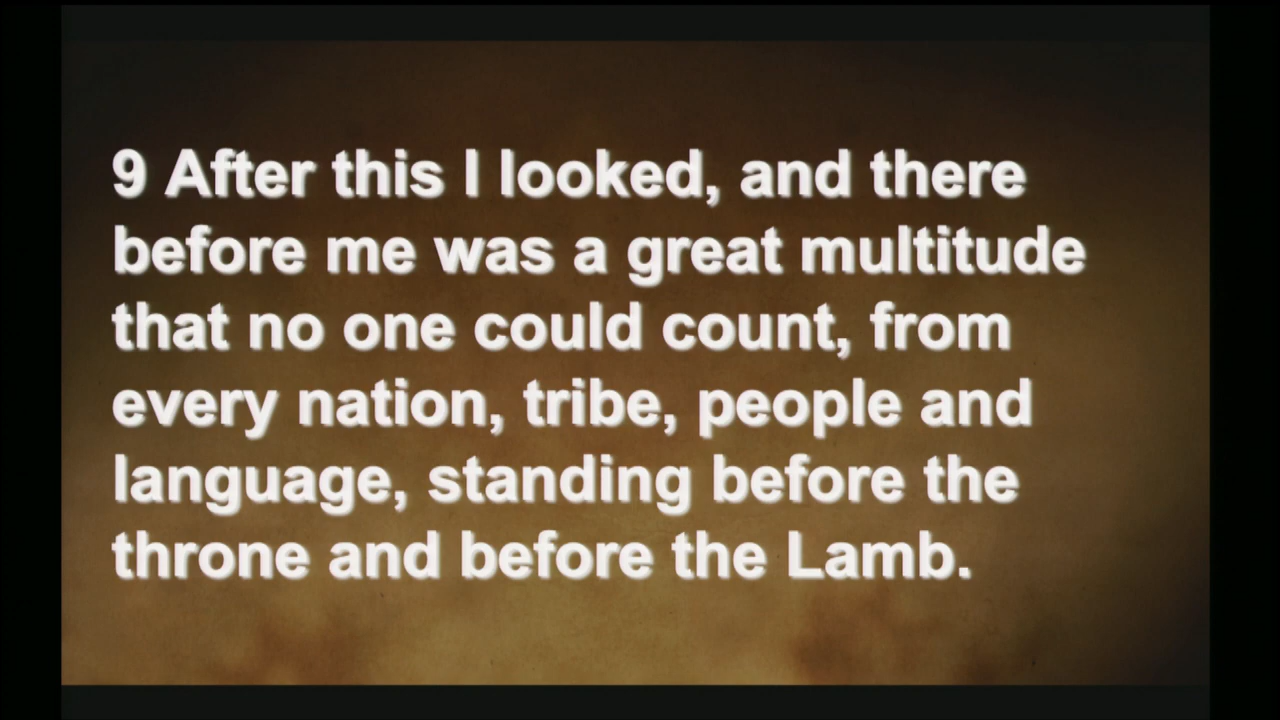 9 After this I looked, and there
before me was a great multitude
that no one could count, from
every nation, tribe, people and
language, standing before the
throne and before the Lamb.